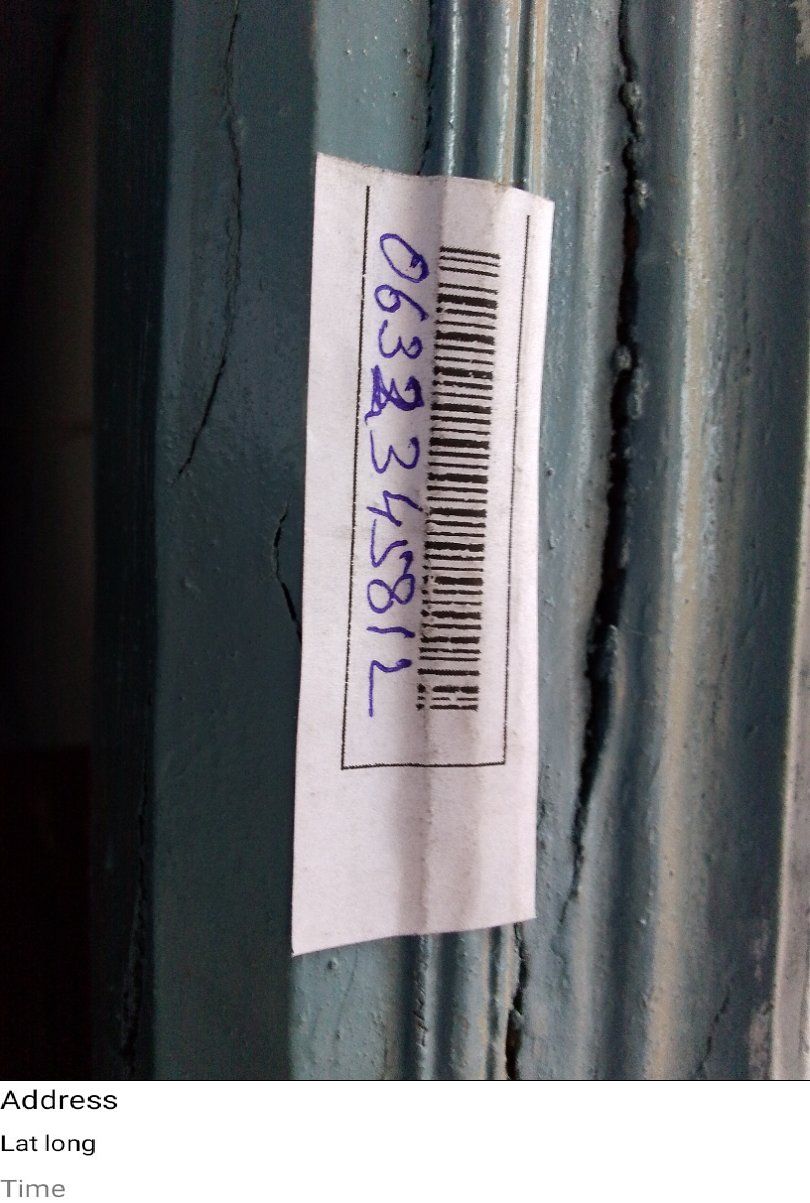 0632345812
Address
Lat long
Time